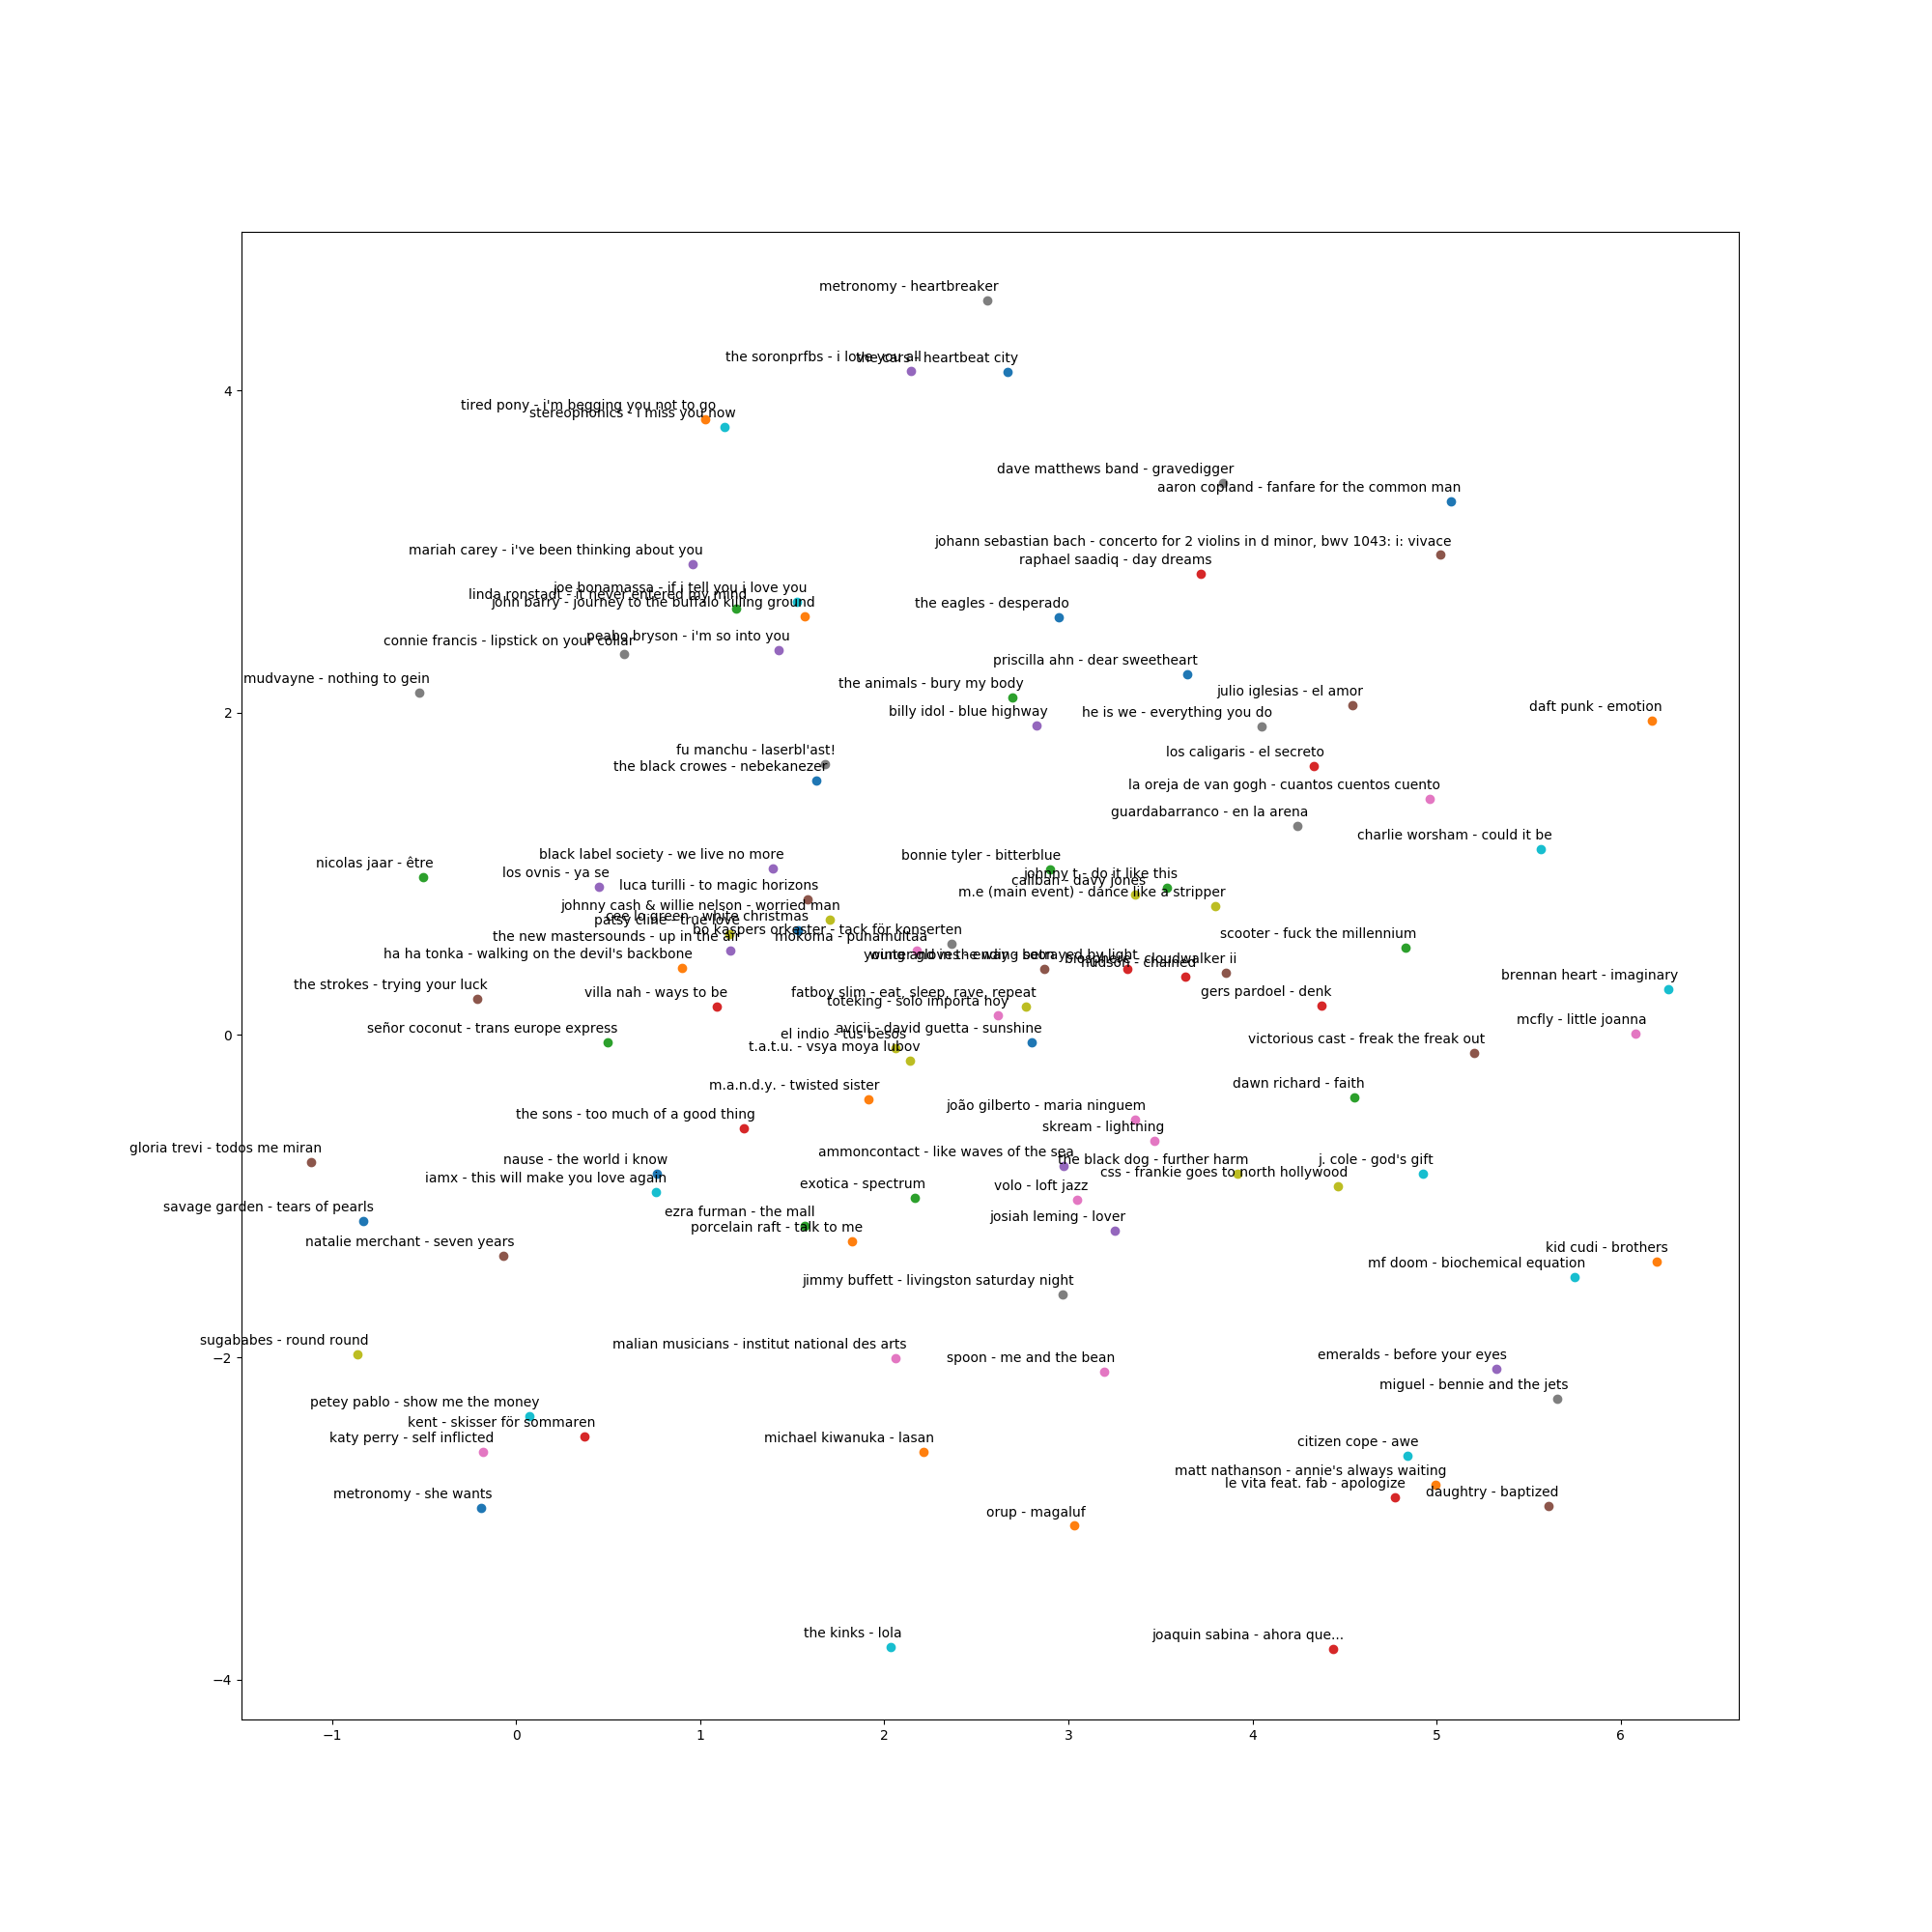 metronomy - heartbreaker
the soronprfbs - i love you all
the cars - heartbeat city
4
tired pony - i'm begging you not to go
stereophonics - i miss you now
dave matthews band - gravedigger
aaron copland - fanfare for the common man
johann sebastian bach - concerto for 2 violins in d minor, bwv 1043: i: vivace
mariah carey - i've been thinking about you
raphael saadiq - day dreams
joe bonamassa - if i tell you i love you
linda ronstadt - it never entered my mind
john barry - journey to the buffalo killing ground
the eagles - desperado
peabo bryson - i'm so into you
connie francis - lipstick on your collar
priscilla ahn - dear sweetheart
mudvayne - nothing to gein
the animals - bury my body
julio iglesias - el amor
daft punk - emotion
2
billy idol - blue highway
he is we - everything you do
fu manchu - laserbl'ast!
los caligaris - el secreto
the black crowes - nebekanezer
la oreja de van gogh - cuantos cuentos cuento
guardabarranco - en la arena
charlie worsham - could it be
black label society - we live no more
bonnie tyler - bitterblue
nicolas jaar - être
los ovnis - ya se
johnny t - do it like this
caliban - davy jones
luca turilli - to magic horizons
m.e (main event) - dance like a stripper
johnny cash & willie nelson - worried man
cee lo green - white christmas
patsy cline - true love
bo kaspers orkester - tack för konserten
the new mastersounds - up in the air
mokoma - punamultaa
scooter - fuck the millennium
ha ha tonka - walking on the devil's backbone
winter gloves -
betrayed by light
biosphere - cloudwalker ii
hudson - chained
brennan heart - imaginary
the strokes - trying your luck
villa nah - ways to be
fatboy slim - eat, sleep, rave, repeat
gers pardoel - denk
toteking - solo importa hoy
mcfly - little joanna
0
señor coconut - trans europe express
avicii - david guetta - sunshine
el indio - tus besos
victorious cast - freak the freak out
t.a.t.u. - vsya moya lubov
m.a.n.d.y. - twisted sister
dawn richard - faith
joão gilberto - maria ninguem
the sons - too much of a good thing
skream - lightning
gloria trevi - todos me miran
ammoncontact - like waves of the sea
nause - the world i know
the black dog - further harm
j. cole - god's gift
css - frankie goes to north hollywood
iamx - this will make you love again
exotica - spectrum
volo - loft jazz
savage garden - tears of pearls
ezra furman - the mall
josiah leming - lover
porcelain raft - talk to me
natalie merchant - seven years
kid cudi - brothers
mf doom - biochemical equation
jimmy buffett - livingston saturday night
sugababes - round round
malian musicians - institut national des arts
−2
spoon - me and the bean
emeralds - before your eyes
miguel - bennie and the jets
petey pablo - show me the money
kent - skisser för sommaren
katy perry - self inflicted
michael kiwanuka - lasan
citizen cope - awe
matt nathanson - annie's always waiting
le vita feat. fab - apologize
metronomy - she wants
daughtry - baptized
orup - magaluf
the kinks - lola
joaquin sabina - ahora que...
−4
−1 0 1 2 3 4 5 6